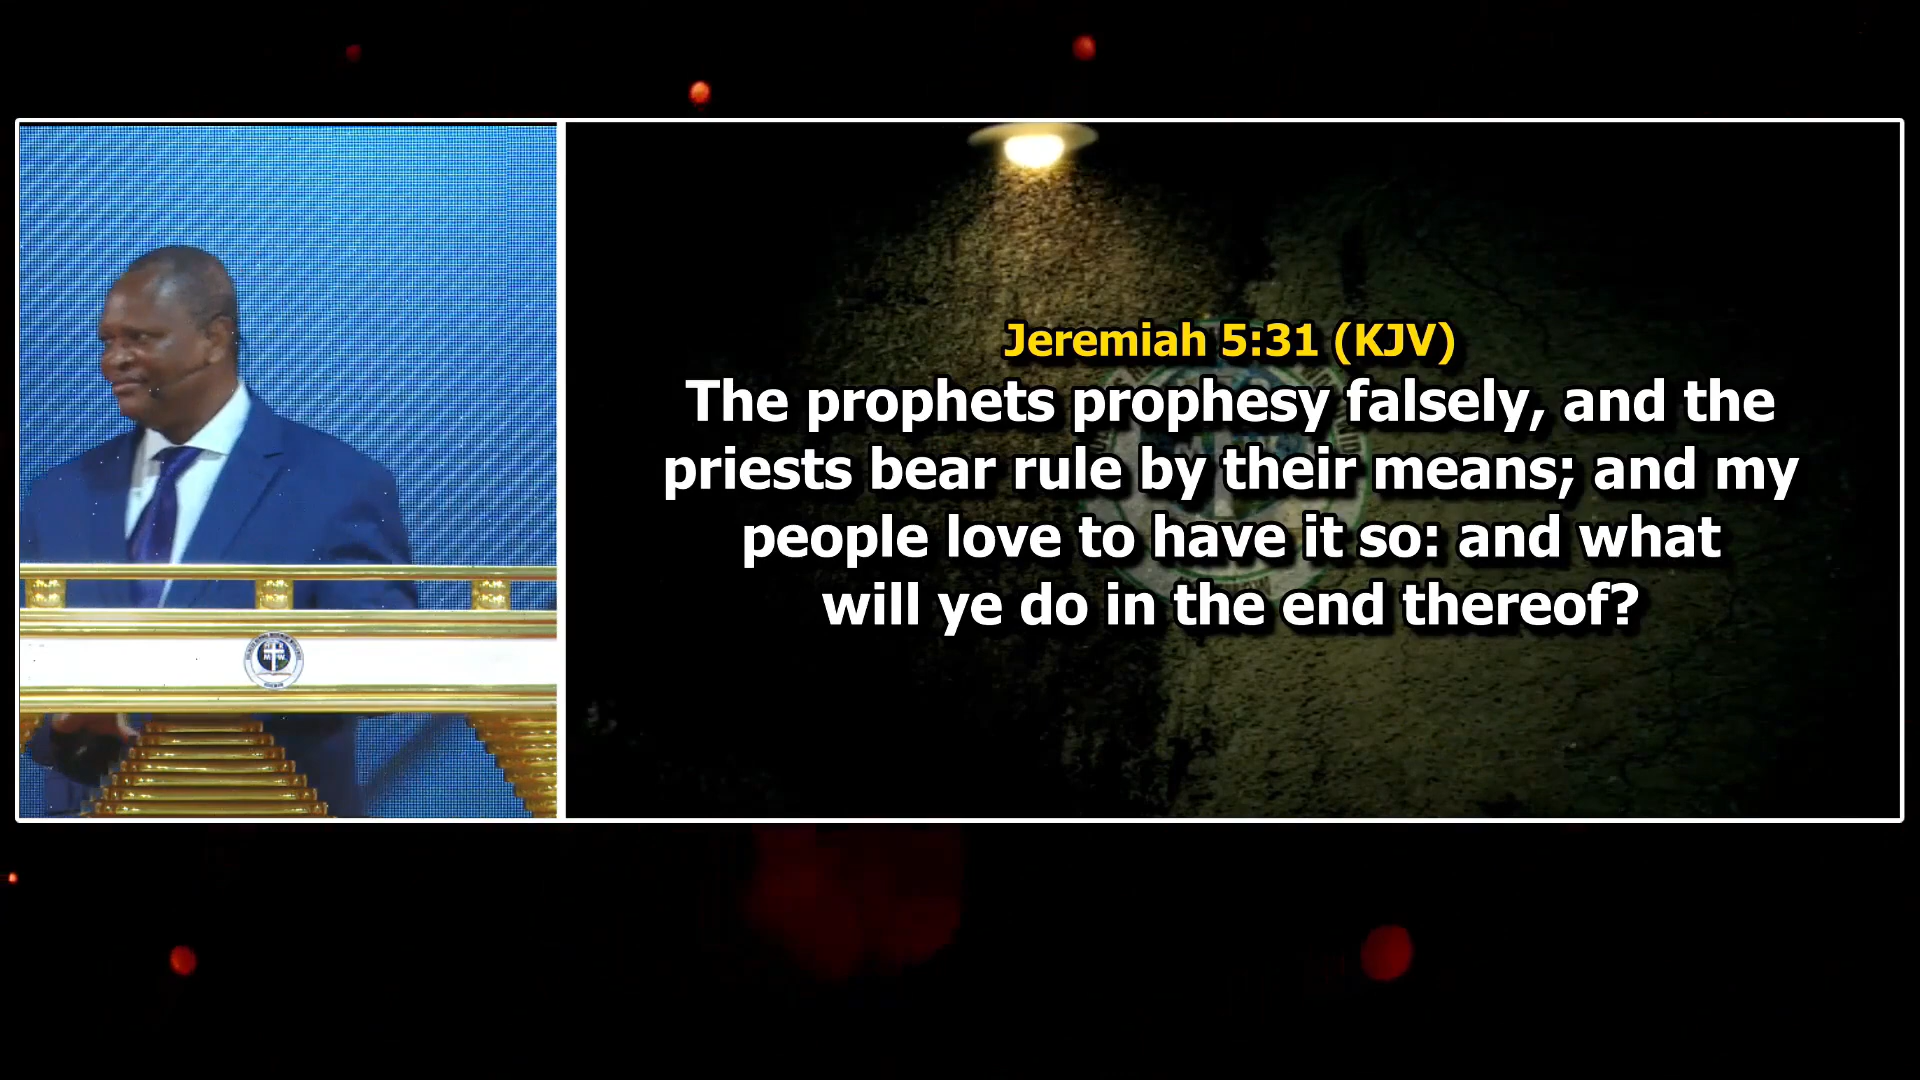 Jeremiah 5:31 (KJV)
The prophets prophesy falsely, and the
priests bear rule by their means; and my
people love to have it so: and what
will ye do in the end thereof?